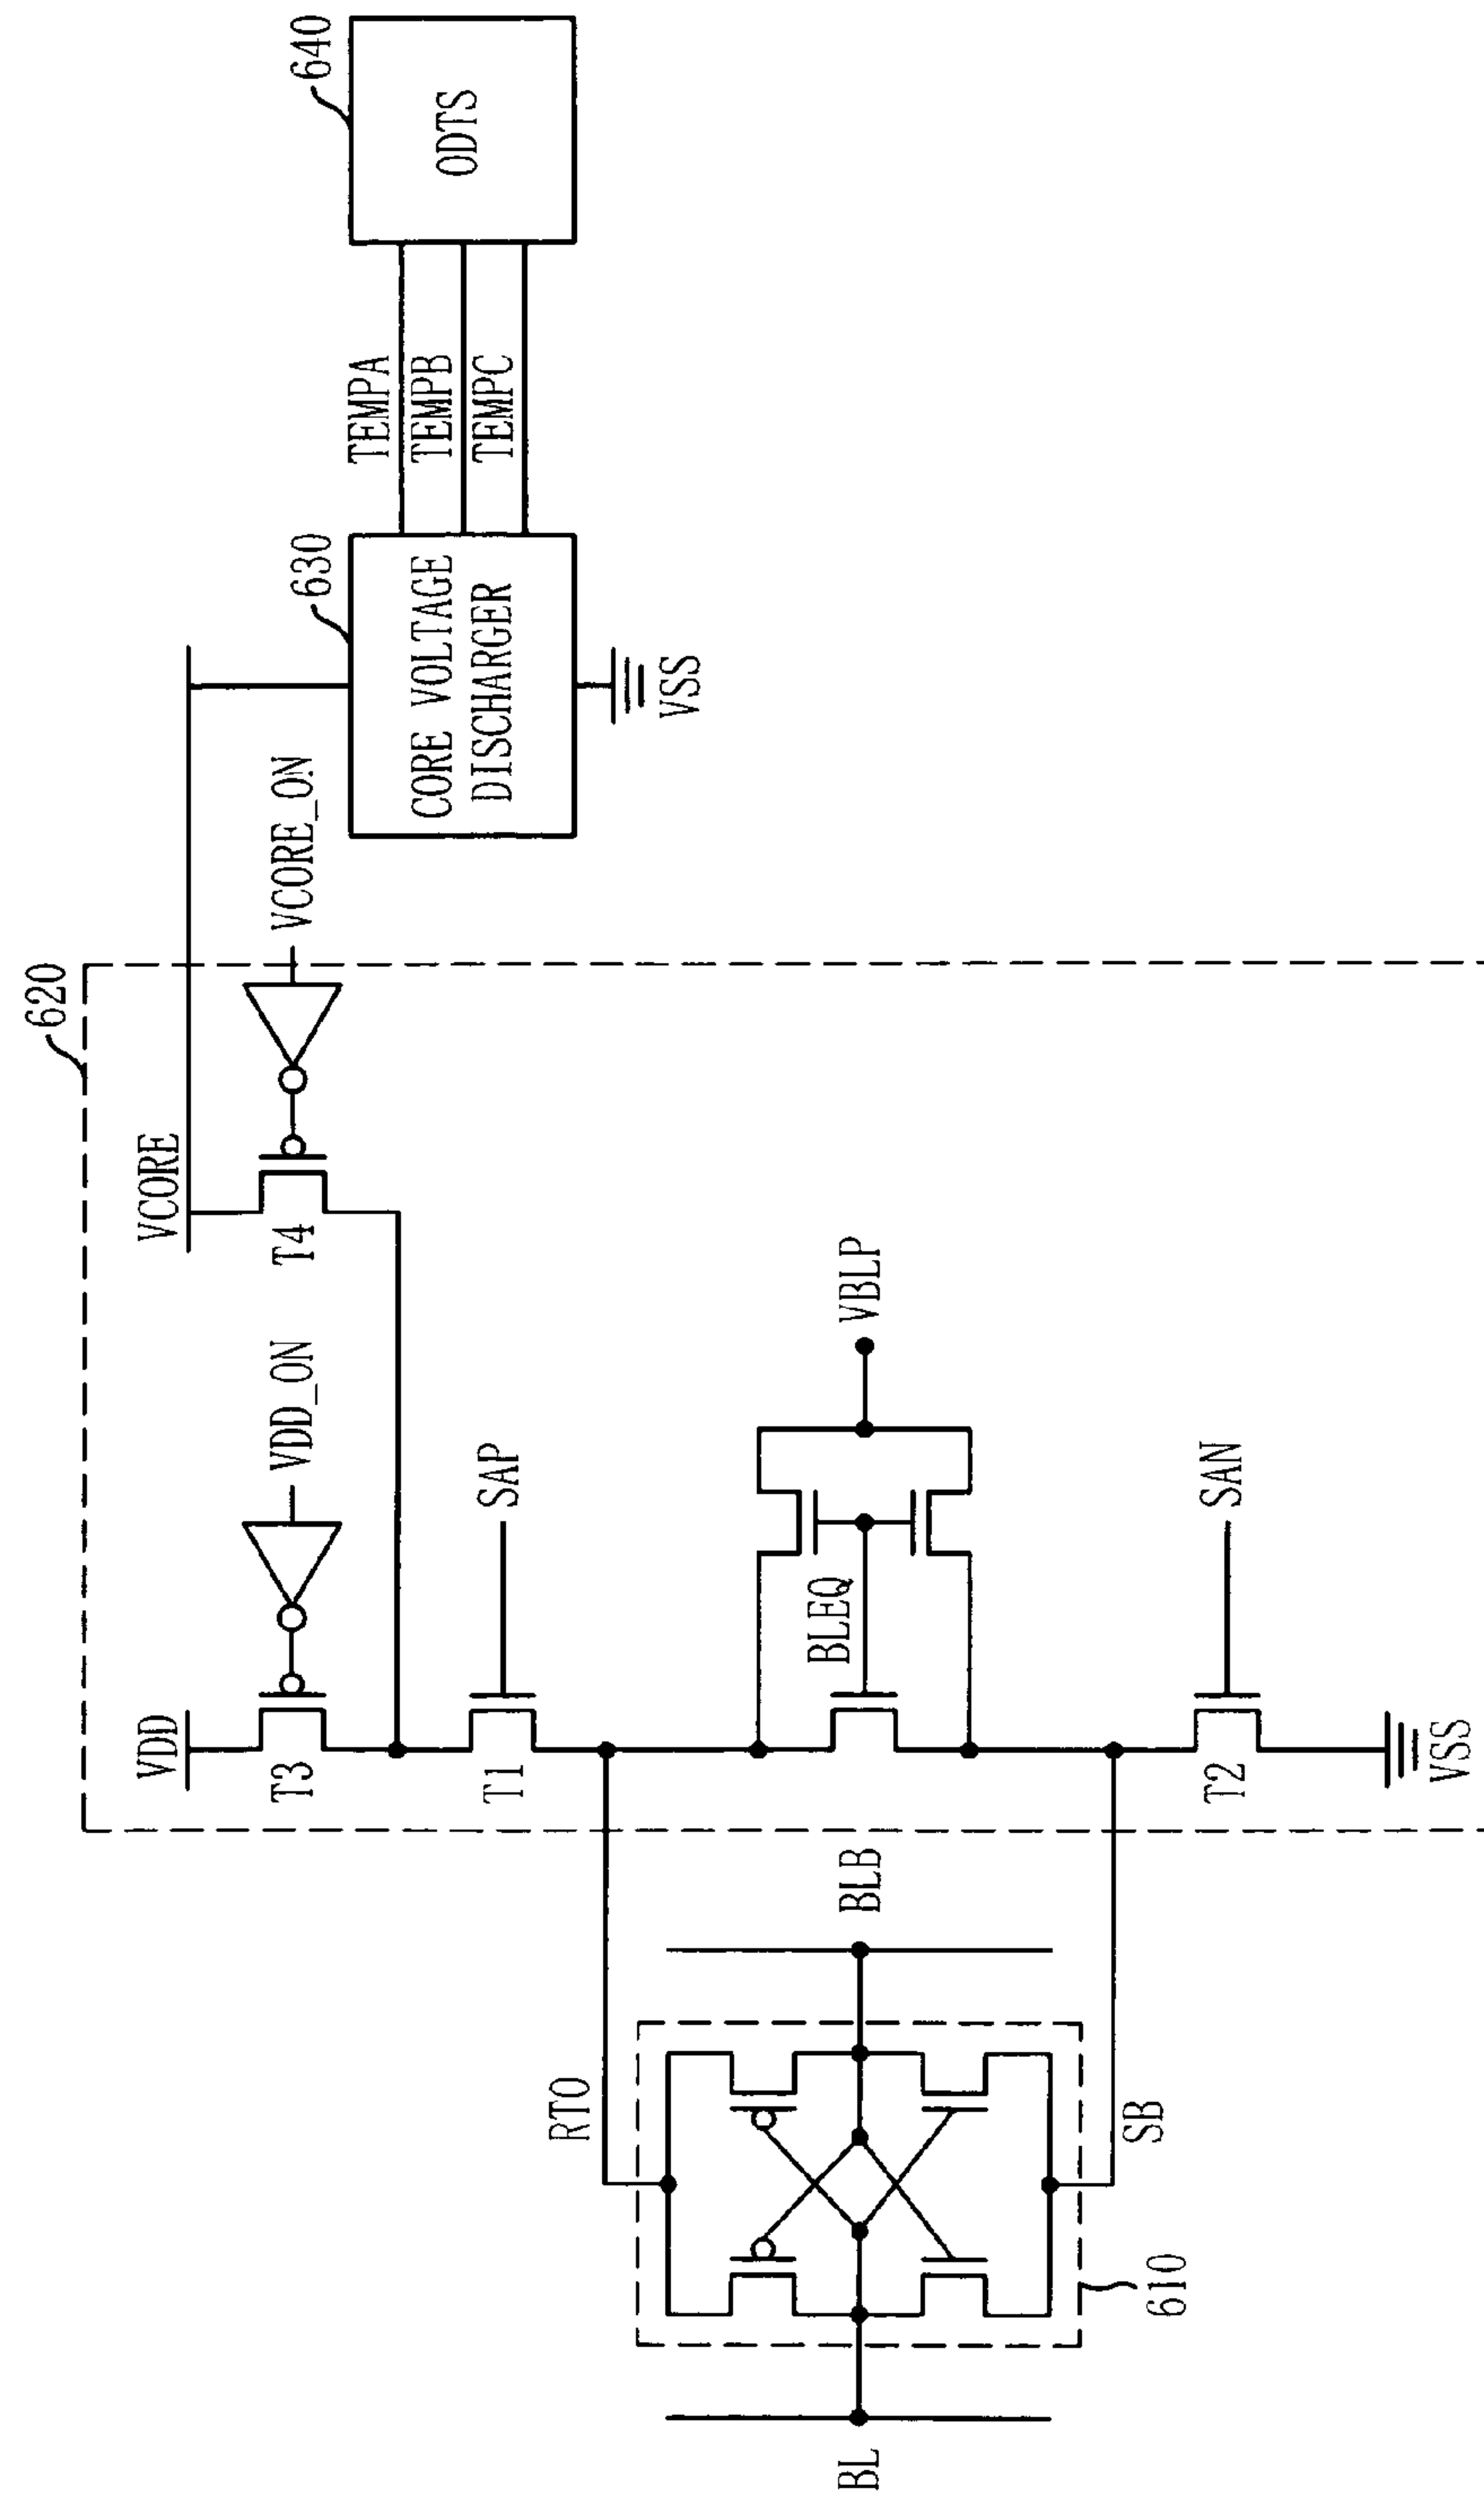 620
VDD
VCORE
T3
VDD_ON
T4
VCORE_ON
630
640
CORE VOLTAGE
DISCHARGER
TEMPA
TEMPB
TEMPC
ODTS
VSS
T1
SAP
RTO
BL
BLB
BLEQ
VBLP
SB
610
T2
SAN
VSS